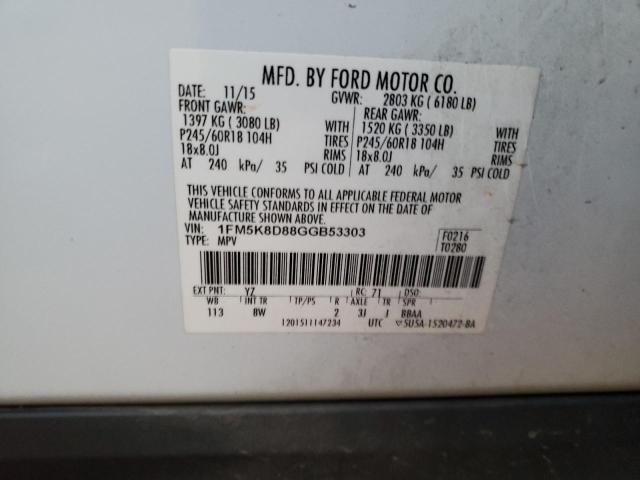 MFD. BY FORD MOTOR CO.
DATE: 11/15 GVWR: 2803 KG ( 6180 LB)
FRONT GAWR: REAR GAWR:
1397 KG ( 3080 LB) WITH 1520 KG ( 3350 LB) WITH
P245/60R18 104H TIRES P245/60R18 104H TIRES
18x8.0J RIMS 18x8.0J RIMS
AT 240 kPa/ 35 PSI COLD AT 240 kPa/ 35 PSI COLD
THIS VEHICLE CONFORMS TO ALL APPLICABLE FEDERAL MOTOR
VEHICLE SAFETY STANDARDS IN EFFECT ON THE DATE OF
MANUFACTURE SHOWN ABOVE.
VIN: 1FM5K8D88GGB53303 F0216
TYPE: MPV T0280
EXT PNT: YZ RC: 71 DSO:
WB INT TR TP/PS R AXLE TR SPR
113 8W 2 3J J BBAA
1201511147234 UTC ▽5U5A-1520472-BA